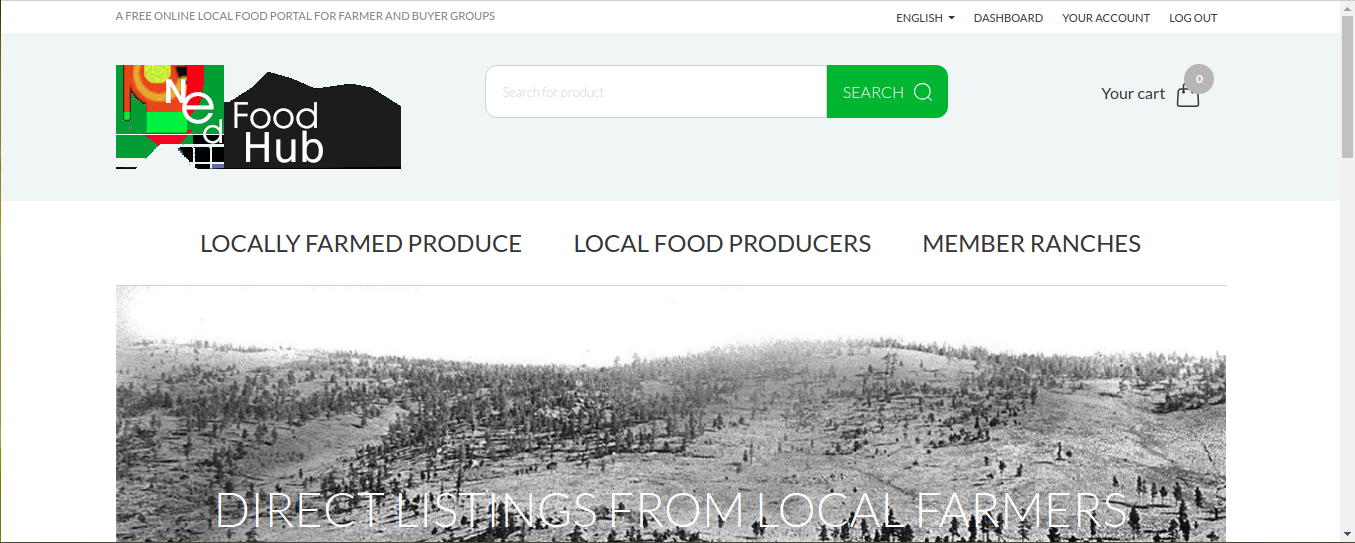 A FREE ONLINE LOCAL FOOD PORTAL FOR FARMER AND BUYER GROUPS
ENGLISH DASHBOARD YOUR ACCOUNT LOG OUT
Ned
Food
Hub
Search for product
SEARCH
Your cart
0
LOCALLY FARMED PRODUCE LOCAL FOOD PRODUCERS MEMBER RANCHES
DIRECT LISTINGS FROM LOCAL FARMERS